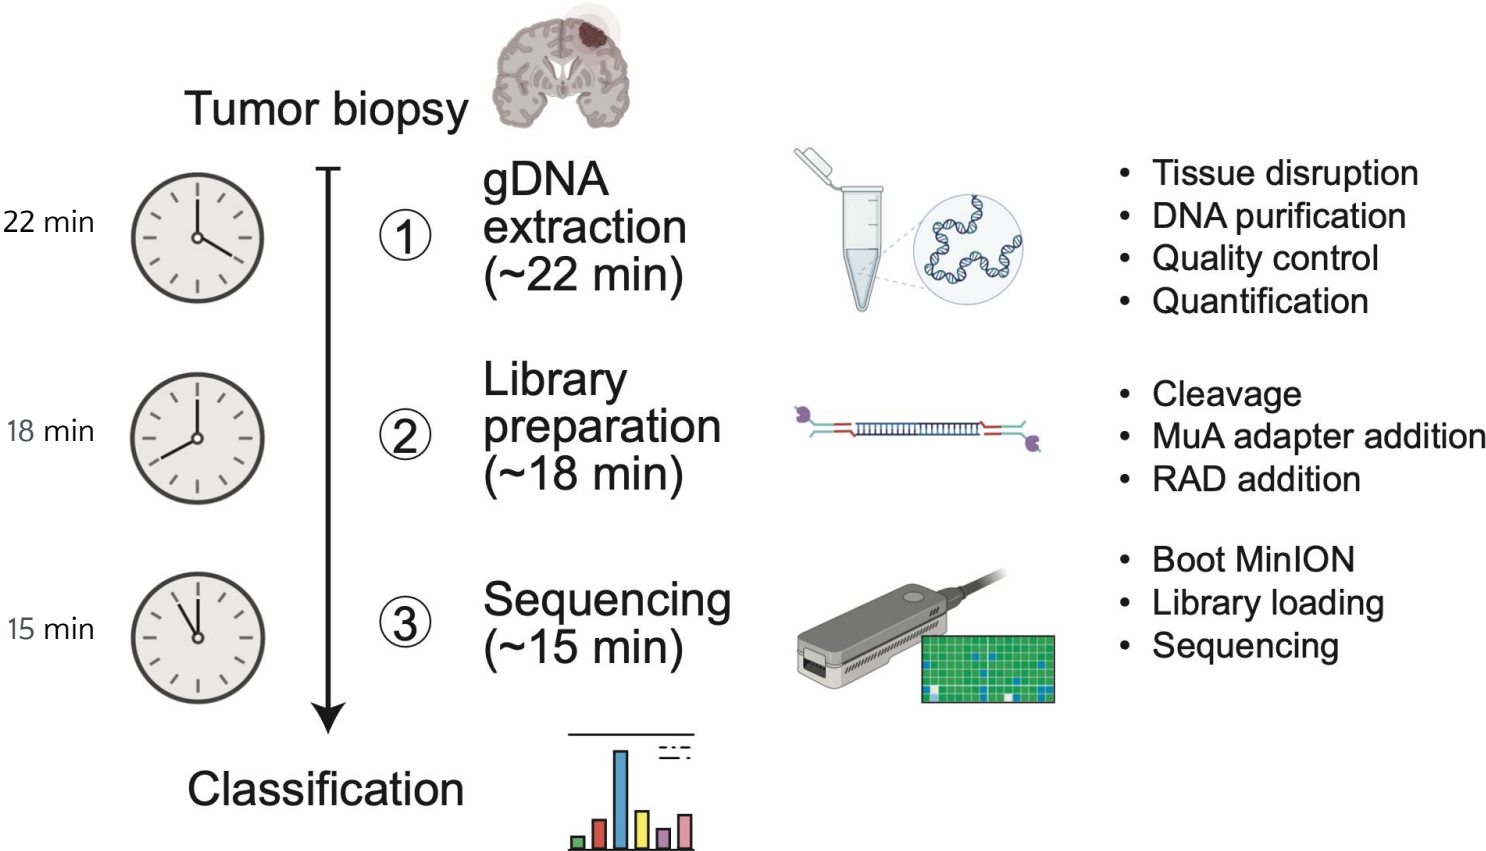 Tumor biopsy
22 min
1
gDNA
extraction
(~22 min)
• Tissue disruption
• DNA purification
• Quality control
• Quantification
18 min
2
Library
preparation
(~18 min)
• Cleavage
• MuA adapter addition
• RAD addition
15 min
3
Sequencing
(~15 min)
• Boot MinION
• Library loading
• Sequencing
Classification